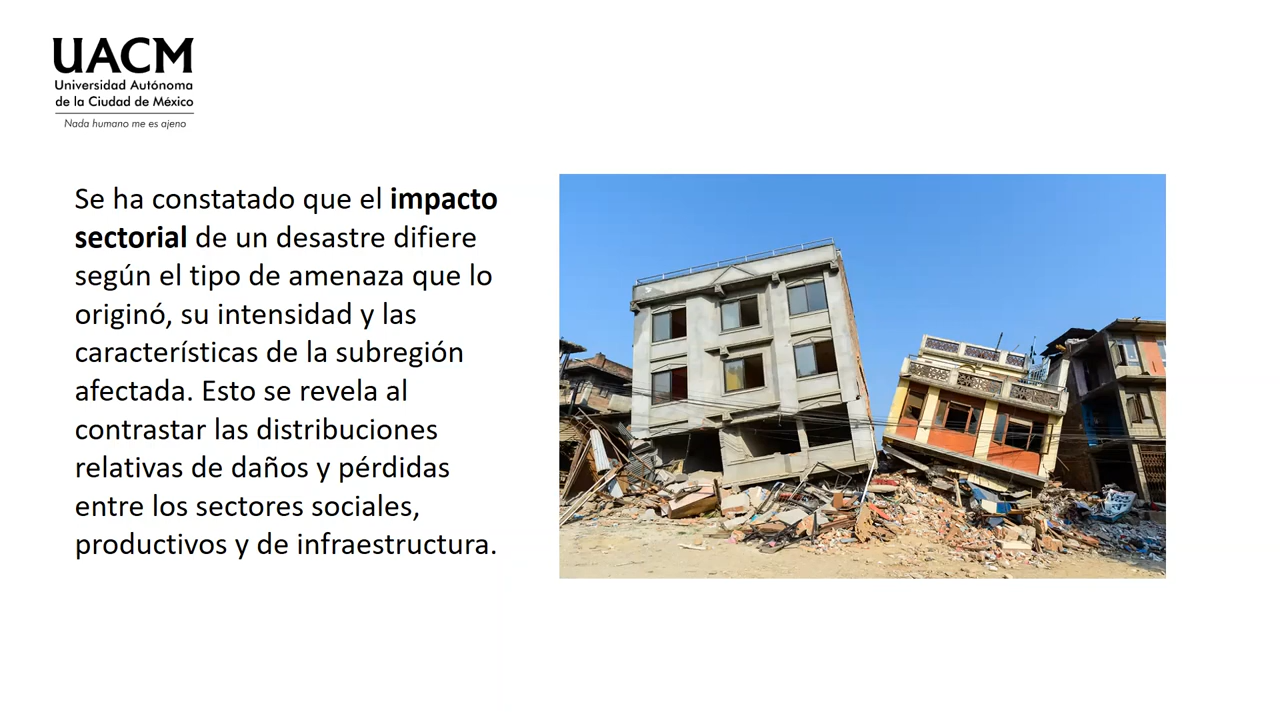 UACM
Universidad Autónoma
de la Ciudad de México
Nada humano me es ajeno
Se ha constatado que el impacto
sectorial de un desastre difiere
según el tipo de amenaza que lo
originó, su intensidad y las
características de la subregión
afectada. Esto se revela al
contrastar las distribuciones
relativas de daños y pérdidas
entre los sectores sociales,
productivos y de infraestructura.